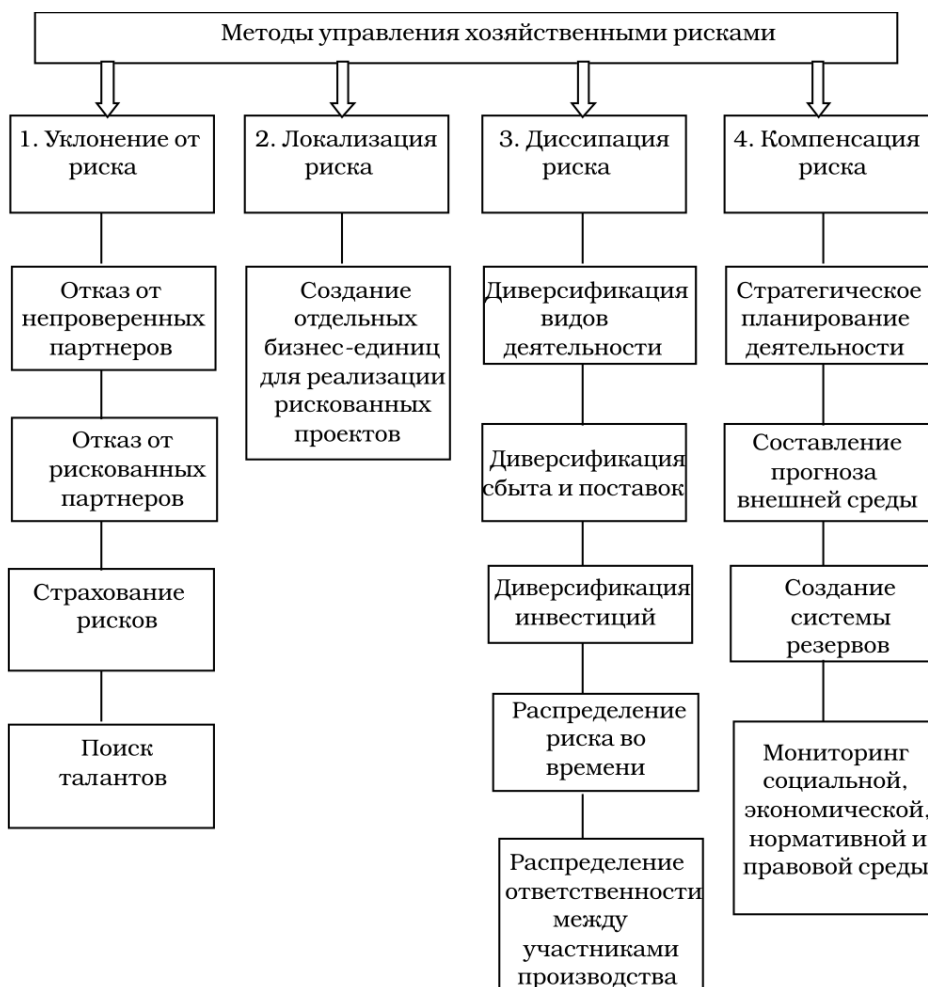 Методы управления хозяйственными рисками
1. Уклонение от
риска
Отказ от
непроверенных
партнеров
Отказ от
рискованных
партнеров
Страхование
рисков
Поиск
талантов
2. Локализация
риска
Создание
отдельных
бизнес-единиц
для реализации
рискованных
проектов
3. Диссипация
риска
Диверсификация
видов
деятельности
Диверсификация
сбыта и поставок
Диверсификация
инвестиций
Распределение
риска во
времени
Распределение
ответственности
между
участниками
производства
4. Компенсация
риска
Стратегическое
планирование
деятельности
Составление
прогноза
внешней среды
Создание
системы
резервов
Мониторинг
социальной,
экономической,
нормативной и
правовой среды